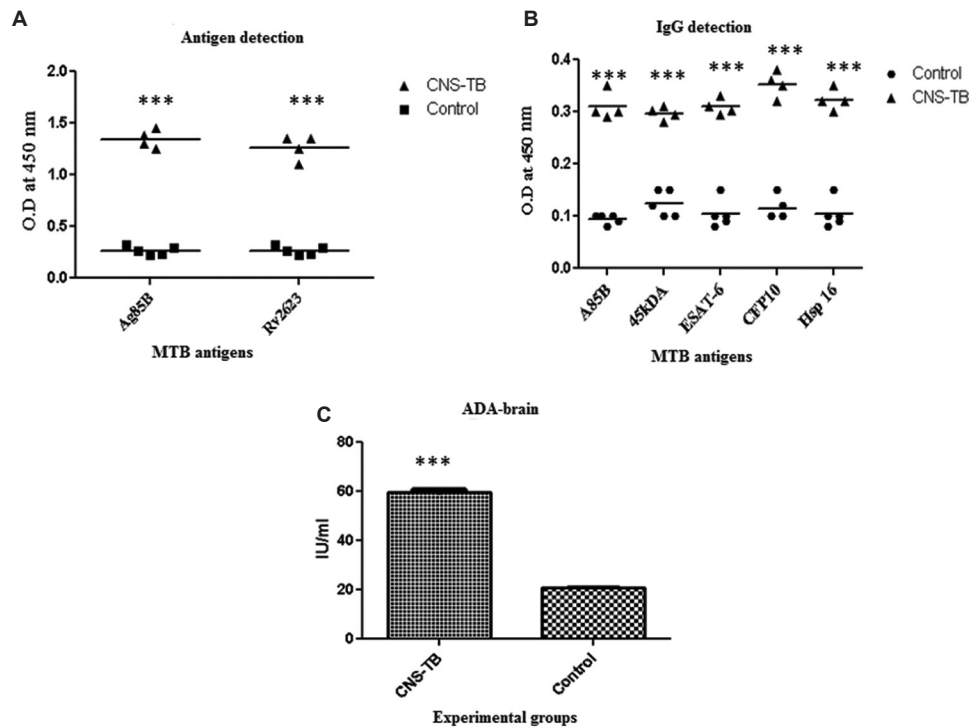 A
Antigen detection
2.0
1.5
1.0
0.5
0.0
O.D at 450 nm
***
***
CNS-TB
Control
Ag85B
Rv2623
MTB antigens
B
IgG detection
0.4
0.3
0.2
0.1
0.0
O.D at 450 nm
***
***
***
***
***
Control
CNS-TB
A85B
45kDA
ESAT-6
CFP10
Hsp 16
MTB antigens
C
ADA-brain
80
60
40
20
0
IU/ml
***
CNS-TB
Control
Experimental groups